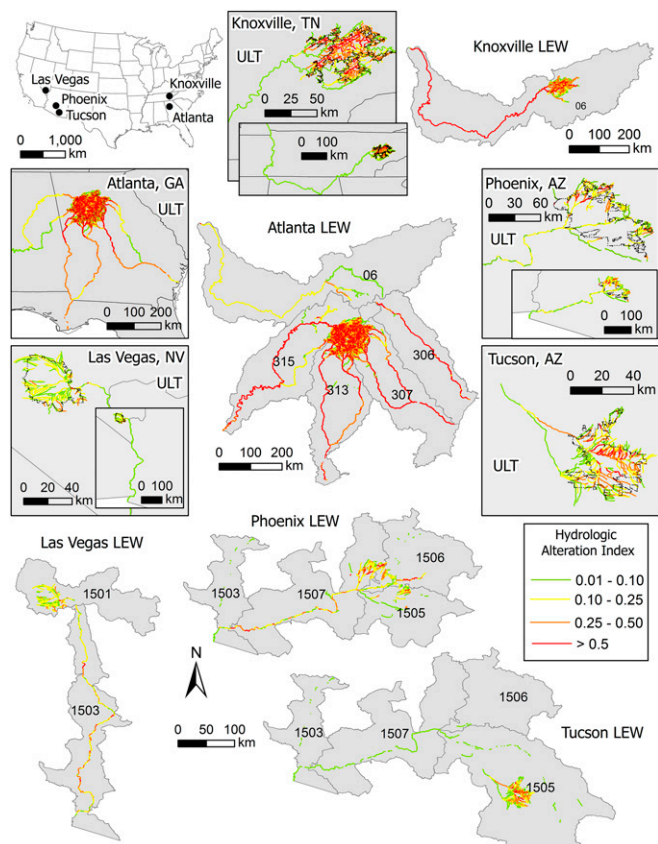 Las Vegas
Phoenix
Tucson
Knoxville
Atlanta
0 1,000
km
Knoxville, TN
ULT
0 25 50
km
0 100
km
Knoxville LEW
06
0 100 200
km
Atlanta, GA
ULT
0 100 200
km
Atlanta LEW
06
315
313
307
306
0 100 200
km
Phoenix, AZ
0 30 60
km
ULT
0 100
km
Las Vegas, NV
ULT
0 20 40
km
0 100
km
Tucson, AZ
0 20 40
km
ULT
Las Vegas LEW
1501
1503
Phoenix LEW
1503
1507
1506
1505
Hydrologic
Alteration Index
0.01 - 0.10
0.10 - 0.25
0.25 - 0.50
> 0.5
N
0 50 100
km
Tucson LEW
1503
1507
1506
1505